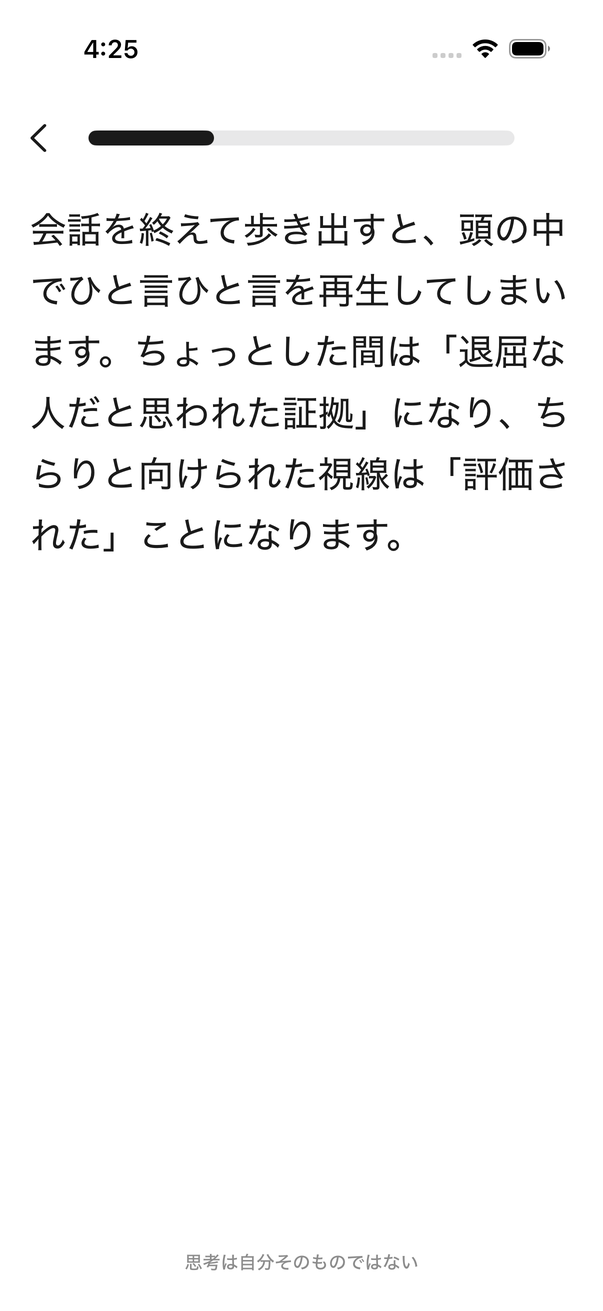 4:25
会話を終えて歩き出すと、頭の中
でひと言ひと言を再生してしまい
ます。ちょっとした間は「退屈な
人だと思われた証拠」になり、ち
らりと向けられた視線は「評価さ
れた」ことになります。
思考は自分そのものではない